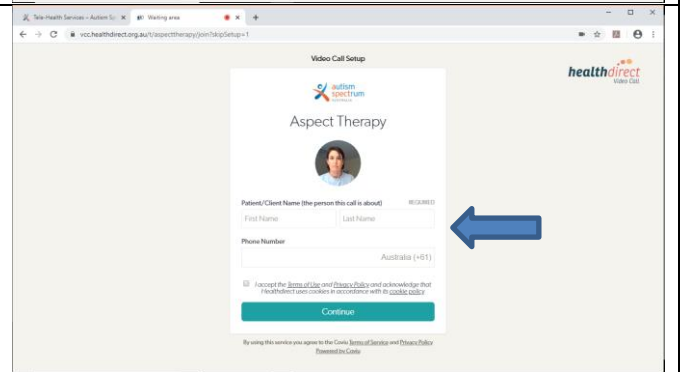 Tele-Health Services - Autism Sp
Waiting area
vcc.healthdirect.org.au/t/aspecttherapy/join?skipSetup=1
Video Call Setup
healthdirect
Video Call
autism
spectrum
AUSTRALIA
Aspect Therapy
Patient/Client Name (the person this call is about) REQUIRED
First Name Last Name
Phone Number
Australia (+61)
I accept the Terms of Use and Privacy Policy and acknowledge that
Healthdirect uses cookies in accordance with its cookie policy
Continue
By using this service you agree to the Coviu Terms of Service and Privacy Policy
Powered by Coviu